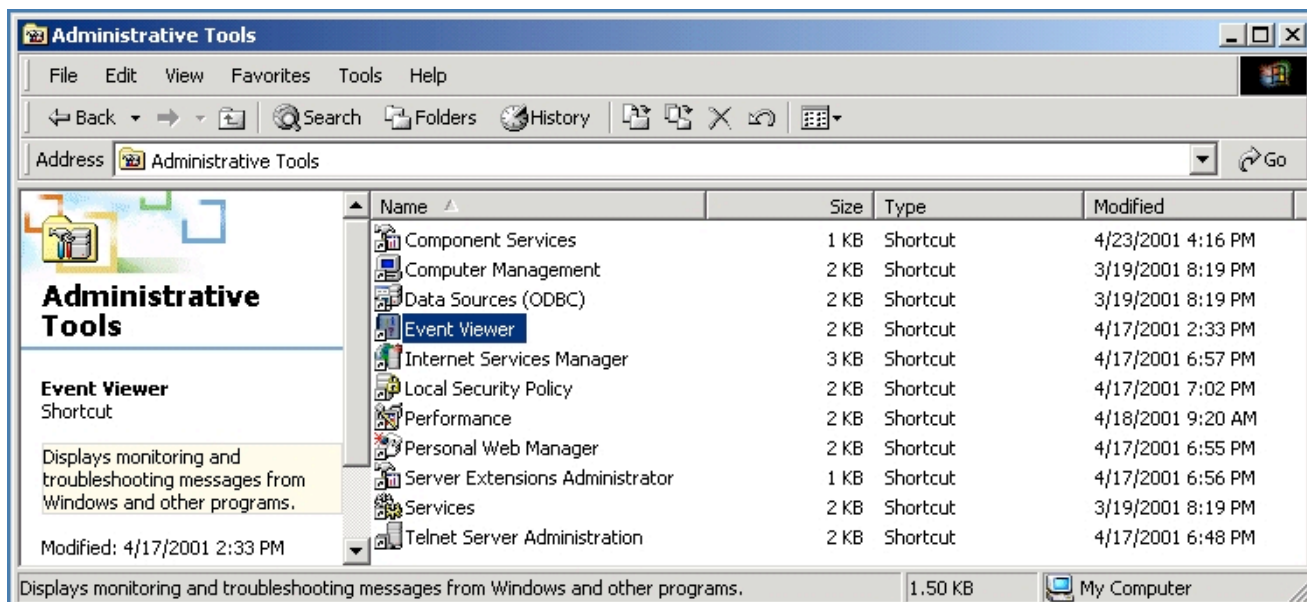 Administrative Tools
File Edit View Favorites Tools Help
Back Search Folders History
Address Administrative Tools Go
Administrative
Tools
Event Viewer
Shortcut
Displays monitoring and
troubleshooting messages from
Windows and other programs.
Modified: 4/17/2001 2:33 PM
Name Size Type Modified
Component Services 1 KB Shortcut 4/23/2001 4:16 PM
Computer Management 2 KB Shortcut 3/19/2001 8:19 PM
Data Sources (ODBC) 2 KB Shortcut 3/19/2001 8:19 PM
Event Viewer 2 KB Shortcut 4/17/2001 2:33 PM
Internet Services Manager 3 KB Shortcut 4/17/2001 6:57 PM
Local Security Policy 2 KB Shortcut 4/17/2001 7:02 PM
Performance 2 KB Shortcut 4/18/2001 9:20 AM
Personal Web Manager 2 KB Shortcut 4/17/2001 6:55 PM
Server Extensions Administrator 1 KB Shortcut 4/17/2001 6:56 PM
Services 2 KB Shortcut 3/19/2001 8:19 PM
Telnet Server Administration 2 KB Shortcut 4/17/2001 6:48 PM
Displays monitoring and troubleshooting messages from Windows and other programs. 1.50 KB My Computer